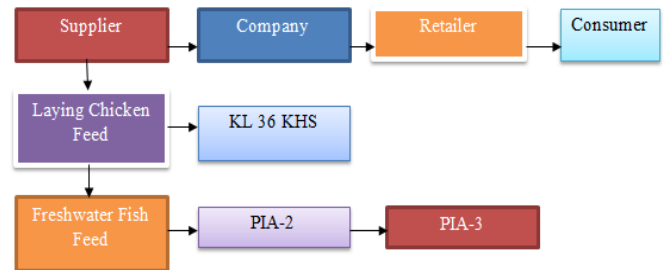 Supplier
Company
Retailer
Consumer
Laying Chicken
Feed
KL 36 KHS
Freshwater Fish
Feed
PIA-2
PIA-3